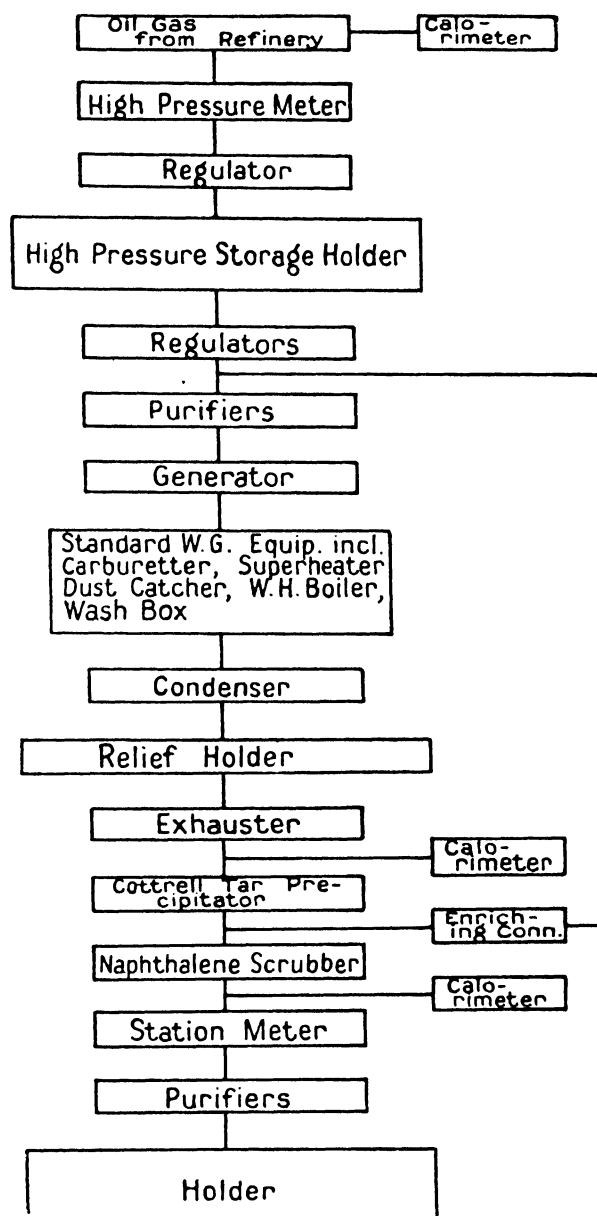 Oil Gas
from Refinery
Calo-
rimeter
High Pressure Meter
Regulator
High Pressure Storage Holder
Regulators
Purifiers
Generator
Standard W.G. Equip. incl.
Carburetter, Superheater
Dust Catcher, W.H. Boiler,
Wash Box
Condenser
Relief Holder
Exhauster
Calo-
rimeter
Cottrell Tar Pre-
cipitator
Enrich-
ing Conn.
Naphthalene Scrubber
Calo-
rimeter
Station Meter
Purifiers
Holder